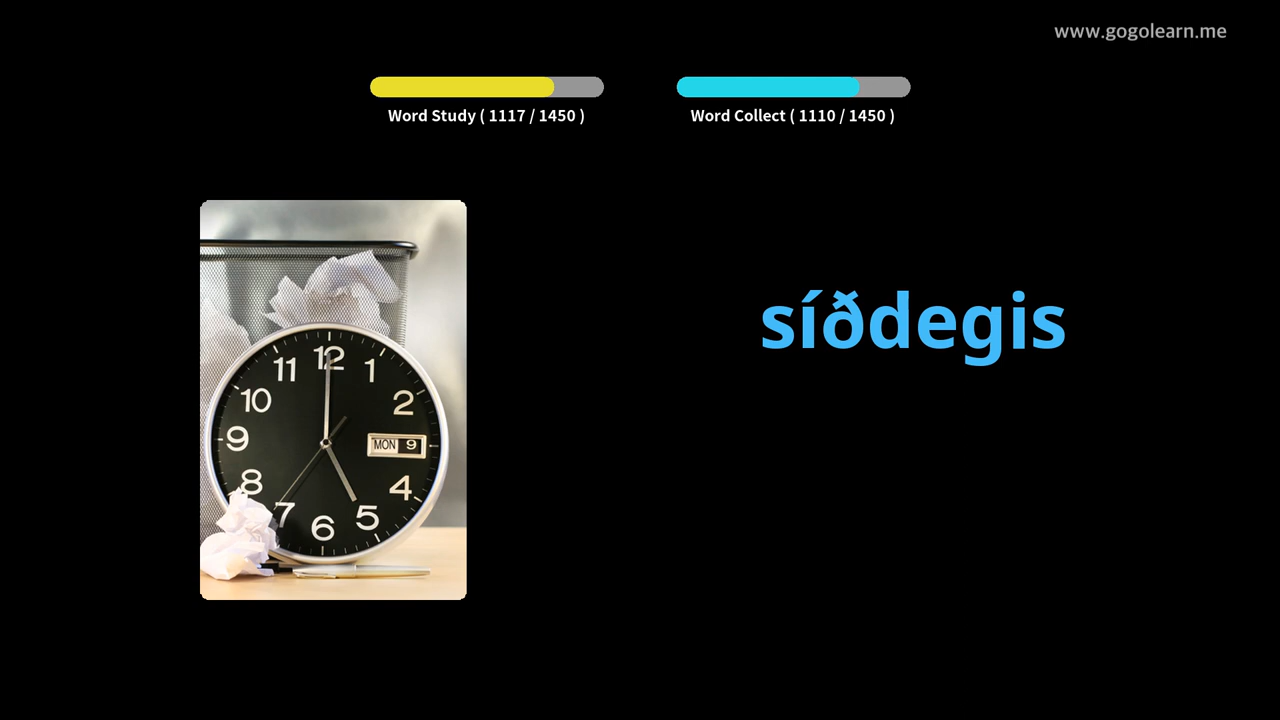 www.gogolearn.me
Word Study ( 1117 / 1450 )
Word Collect ( 1110 / 1450 )
síðdegis
12
11
1
10
2
9
MON 9
8
4
7
5
6